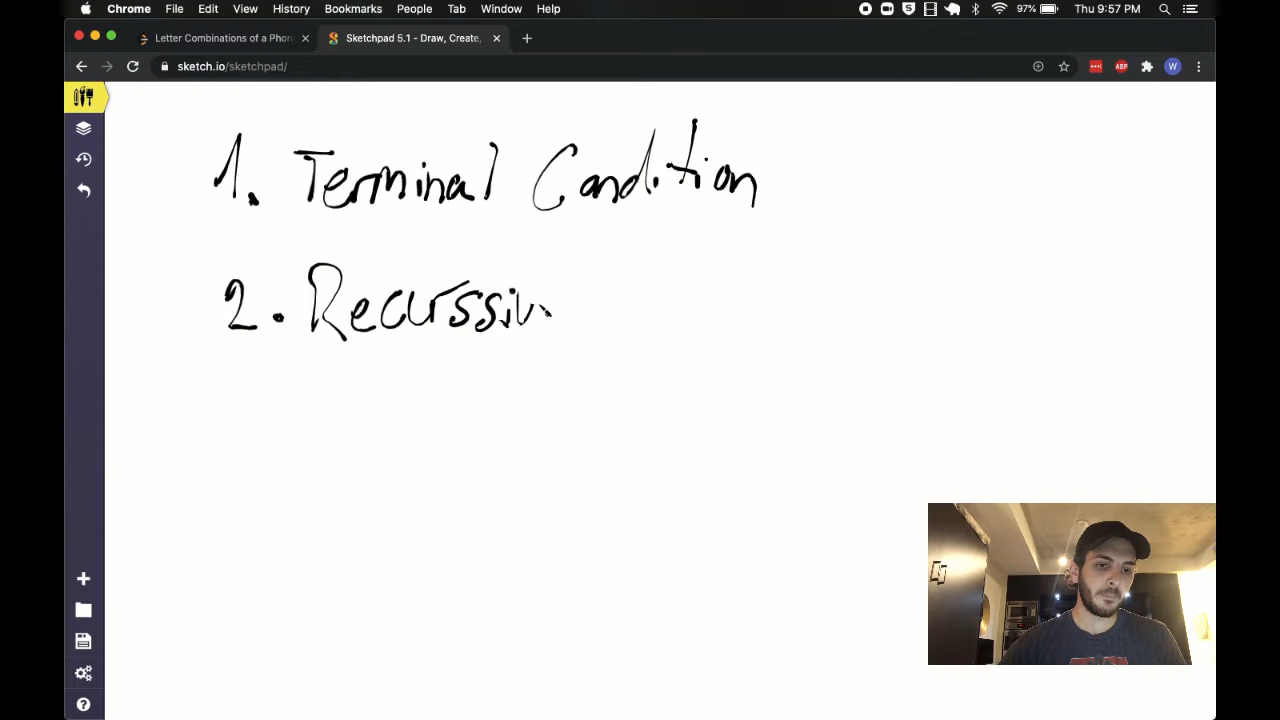 Chrome File Edit View History Bookmarks People Tab Window Help 97% Thu 9:57 PM
Letter Combinations of a Phon Sketchpad 5.1 - Draw, Create,
sketch.io/sketchpad/ ABP W
1. Terminal Condition
2. Recurssiv